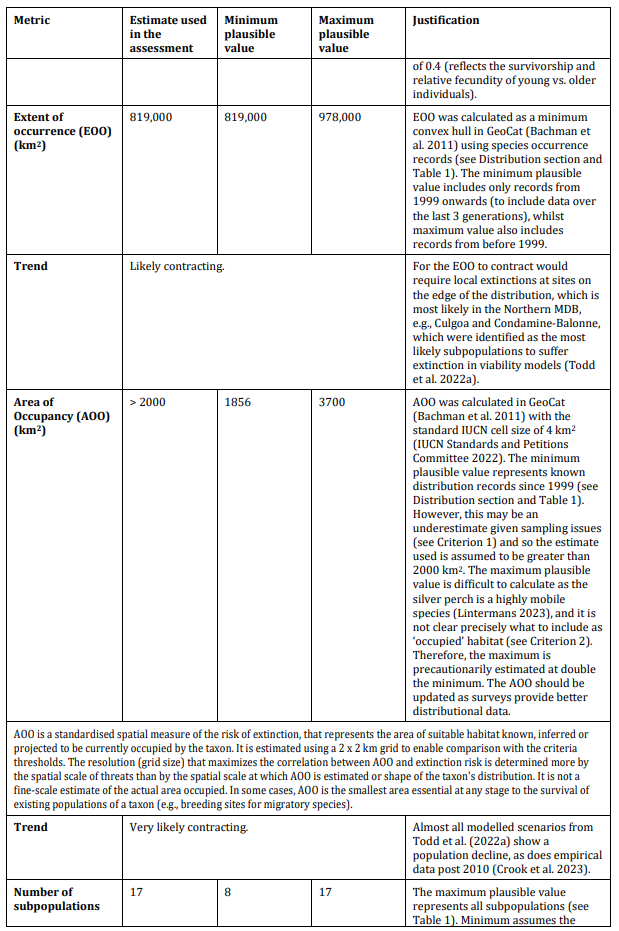 Metric
Estimate used
in the
assessment
Minimum
plausible
value
Maximum
plausible
value
Justification
of 0.4 (reflects the survivorship and
relative fecundity of young vs. older
individuals).
Extent of
occurrence (EOO)
(km²)
819,000
819,000
978,000
EOO was calculated as a minimum
convex hull in GeoCat (Bachman et
al. 2011) using species occurrence
records (see Distribution section and
Table 1). The minimum plausible
value includes only records from
1999 onwards (to include data over
the last 3 generations), whilst
maximum value also includes
records from before 1999.
Trend
Likely contracting.
For the EOO to contract would
require local extinctions at sites on
the edge of the distribution, which is
most likely in the Northern MDB,
e.g., Culgoa and Condamine-Balonne,
which were identified as the most
likely subpopulations to suffer
extinction in viability models (Todd
et al. 2022a).
Area of
Occupancy (AOO)
(km²)
> 2000
1856
3700
AOO was calculated in GeoCat
(Bachman et al. 2011) with the
standard IUCN cell size of 4 km²
(IUCN Standards and Petitions
Committee 2022). The minimum
plausible value represents known
distribution records since 1999 (see
Distribution section and Table 1).
However, this may be an
underestimate given sampling issues
(see Criterion 1) and so the estimate
used is assumed to be greater than
2000 km². The maximum plausible
value is difficult to calculate as the
silver perch is a highly mobile
species (Lintermans 2023), and it is
not clear precisely what to include as
‘occupied’ habitat (see Criterion 2).
Therefore, the maximum is
precautionarily estimated at double
the minimum. The AOO should be
updated as surveys provide better
distributional data.
AOO is a standardised spatial measure of the risk of extinction, that represents the area of suitable habitat known, inferred or
projected to be currently occupied by the taxon. It is estimated using a 2 x 2 km grid to enable comparison with the criteria
thresholds. The resolution (grid size) that maximizes the correlation between AOO and extinction risk is determined more by
the spatial scale of threats than by the spatial scale at which AOO is estimated or shape of the taxon’s distribution. It is not a
fine-scale estimate of the actual area occupied. In some cases, AOO is the smallest area essential at any stage to the survival of
existing populations of a taxon (e.g., breeding sites for migratory species).
Trend
Very likely contracting.
Almost all modelled scenarios from
Todd et al. (2022a) show a
population decline, as does empirical
data post 2010 (Crook et al. 2023).
Number of
subpopulations
17
8
17
The maximum plausible value
represents all subpopulations (see
Table 1). Minimum assumes the